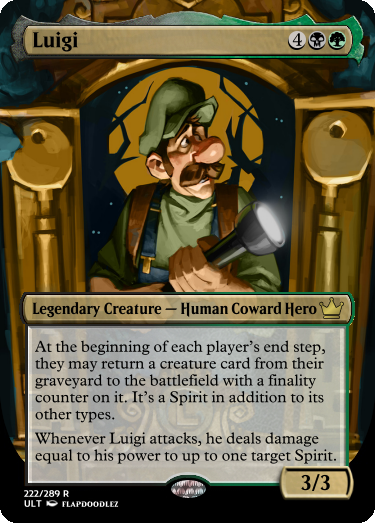 Luigi 4
Legendary Creature — Human Coward Hero
At the beginning of each player's end step,
they may return a creature card from their
graveyard to the battlefield with a finality
counter on it. It's a Spirit in addition to its
other types.
Whenever Luigi attacks, he deals damage
equal to his power to up to one target Spirit.
3/3
222/289 R
ULT FLAPDOODLEZ